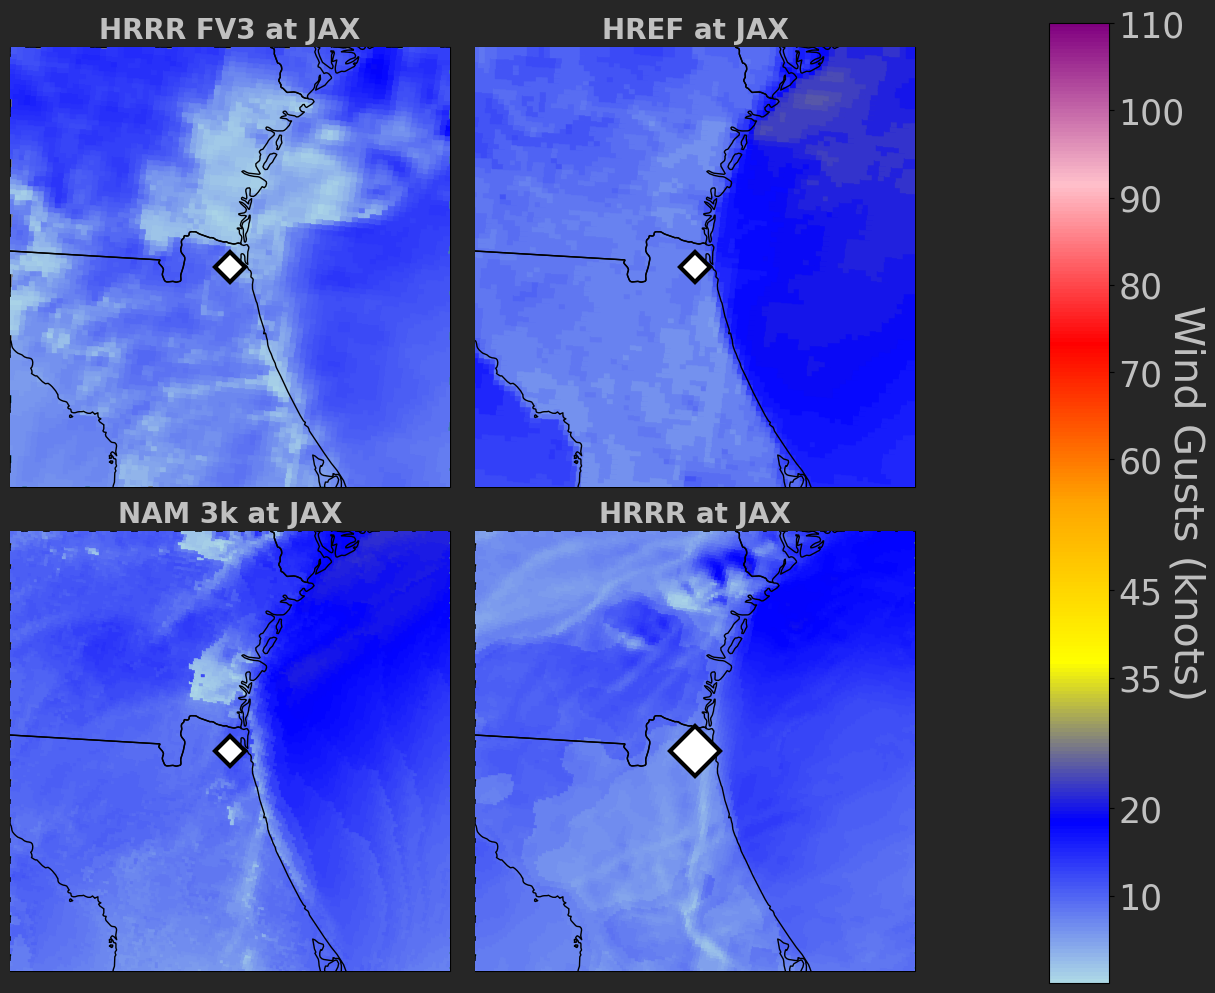 HRRR FV3 at JAX
HREF at JAX
NAM 3k at JAX
HRRR at JAX
110
100
90
80
70
60
45
35
20
10
Wind Gusts (knots)